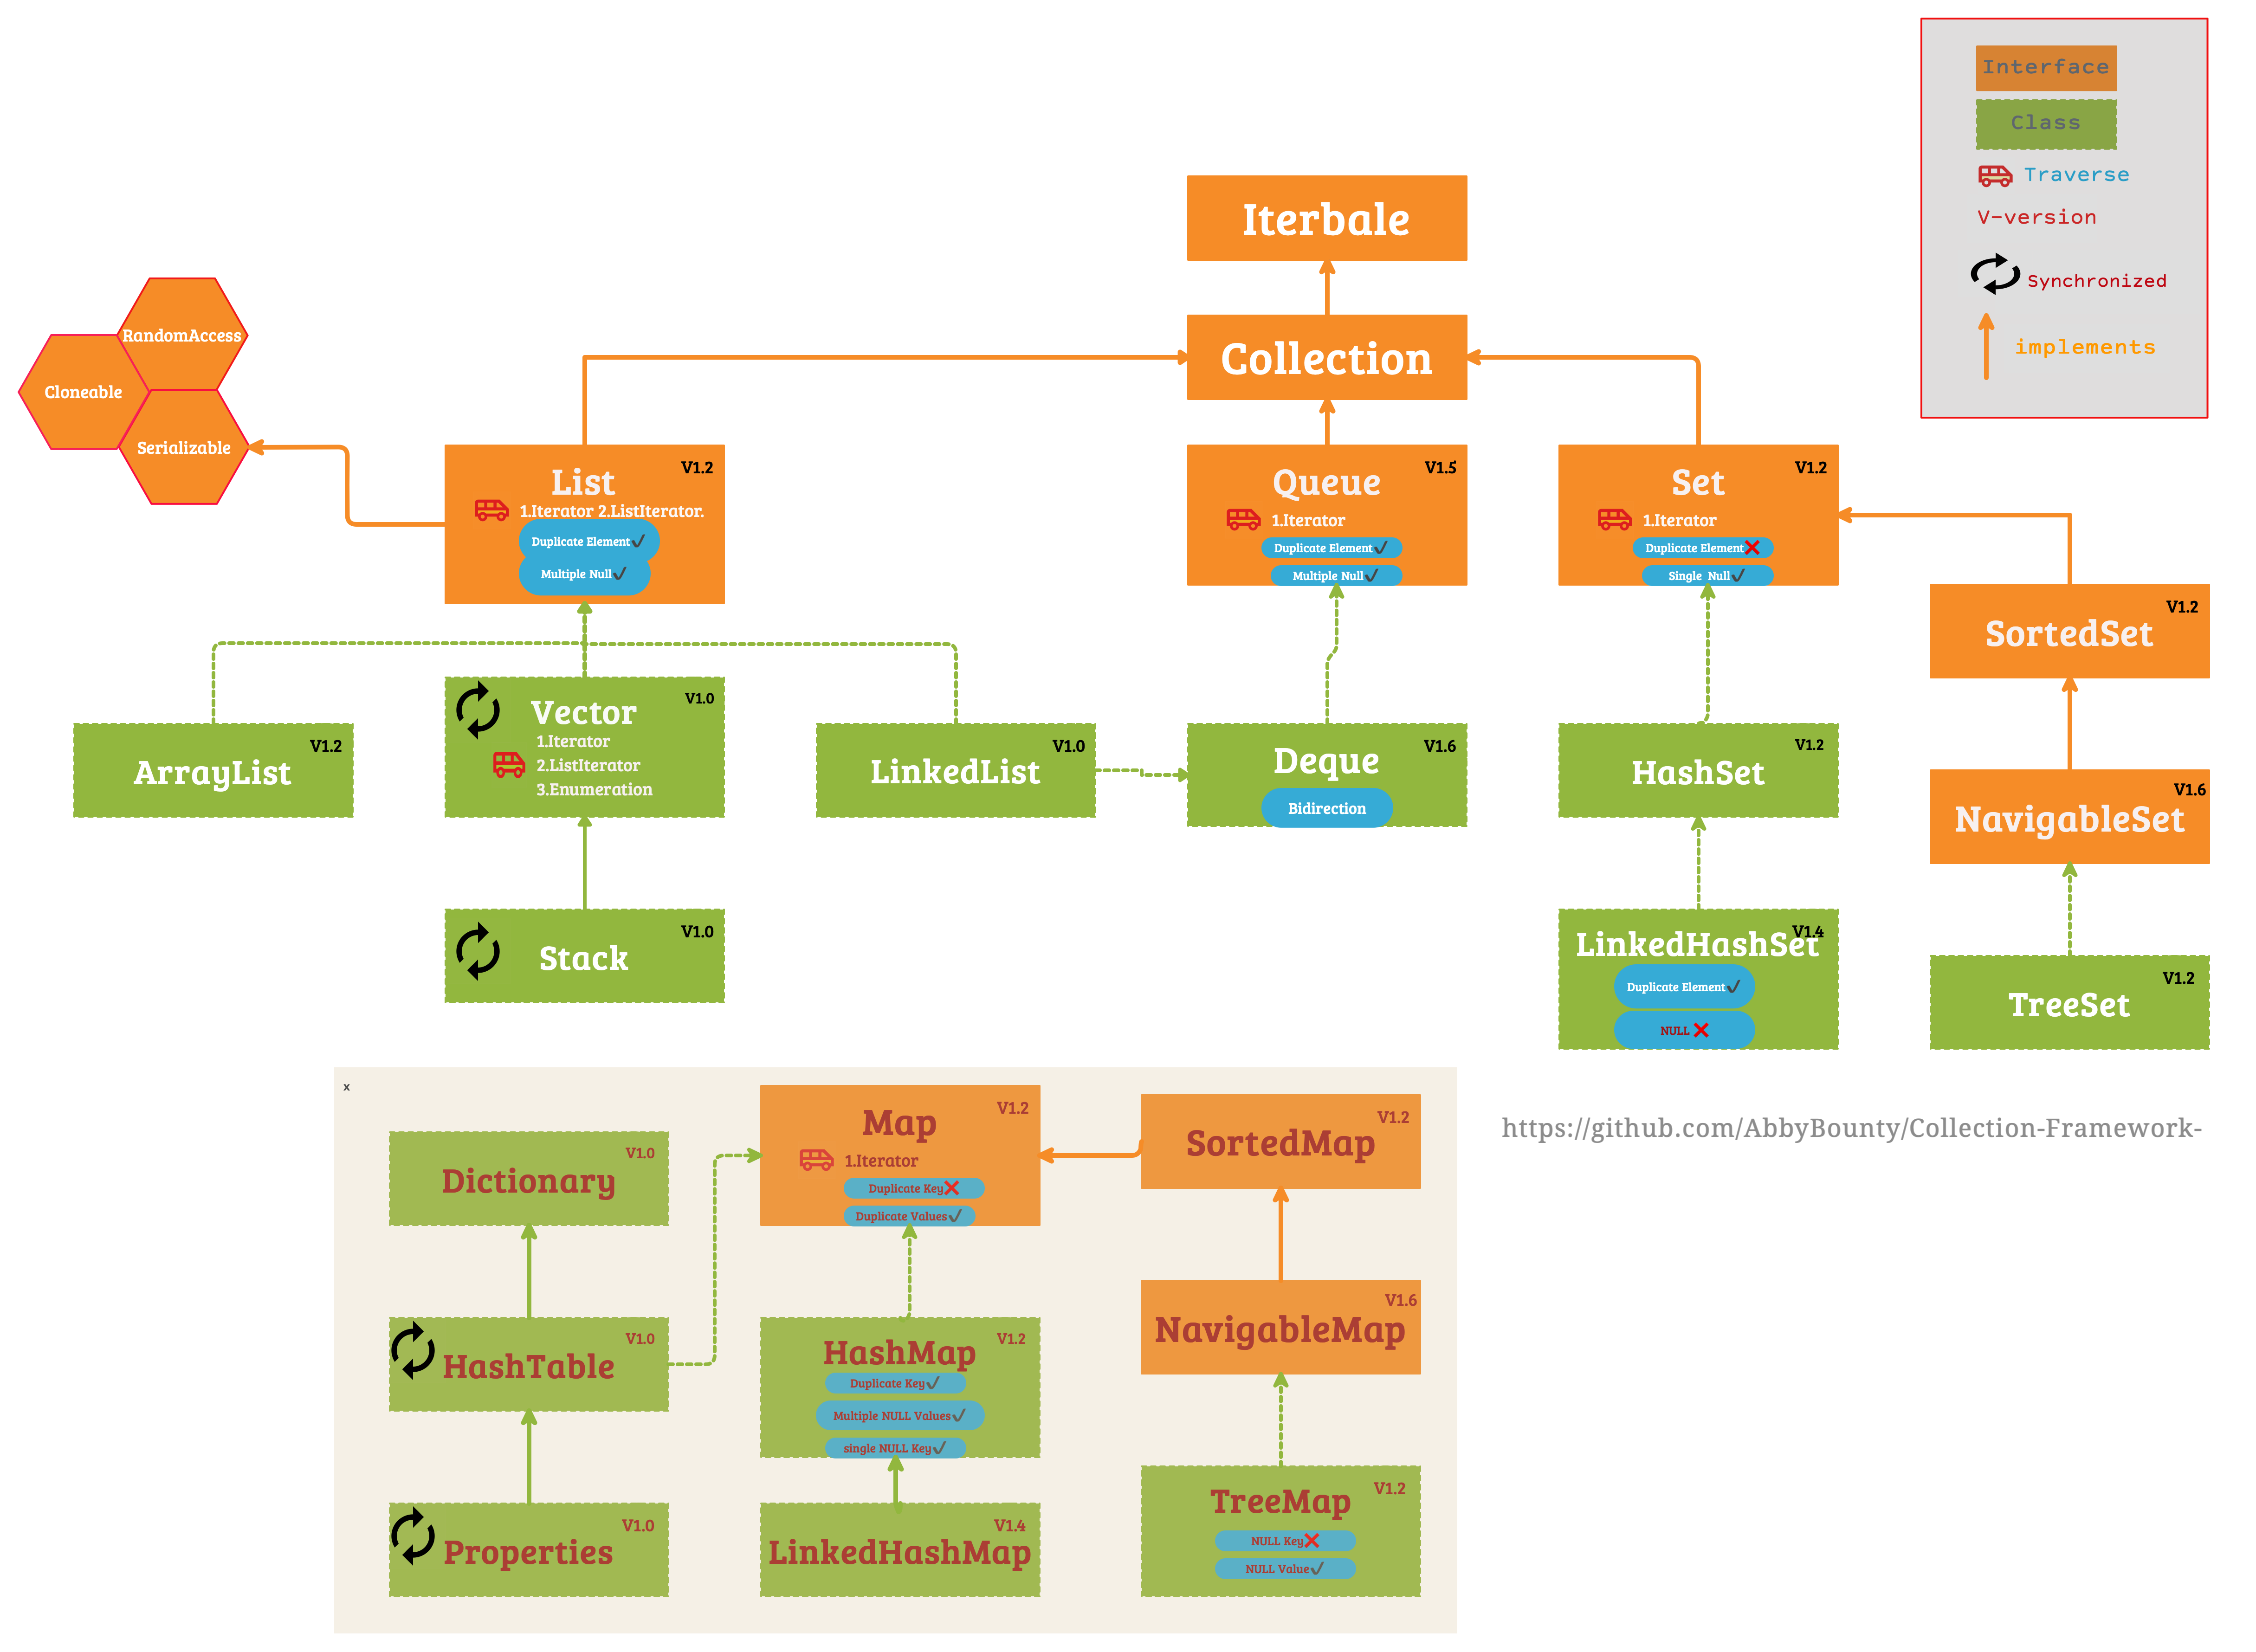 Interface
Class
Traverse
V-version
Synchronized
implements
Iterbale
Collection
RandomAccess
Cloneable
Serializable
List
V1.2
1.Iterator 2.ListIterator.
Duplicate Element✔
Multiple Null✔
Queue
V1.5
1.Iterator
Duplicate Element✔
Multiple Null✔
Set
V1.2
1.Iterator
Duplicate Element❌
Single Null✔
V1.2
SortedSet
V1.2
ArrayList
V1.0
Vector
1.Iterator
2.ListIterator
3.Enumeration
V1.0
LinkedList
V1.6
Deque
Bidirection
V1.2
HashSet
V1.6
NavigableSet
V1.0
Stack
V1.4
LinkedHashSet
Duplicate Element✔
NULL ❌
V1.2
TreeSet
https://github.com/AbbyBounty/Collection-Framework-
x
V1.0
Dictionary
V1.2
Map
1.Iterator
Duplicate Key❌
Duplicate Values✔
V1.2
SortedMap
V1.0
HashTable
V1.2
HashMap
Duplicate Key✔
Multiple NULL Values✔
single NULL Key✔
V1.6
NavigableMap
V1.0
Properties
V1.4
LinkedHashMap
V1.2
TreeMap
NULL Key❌
NULL Value✔